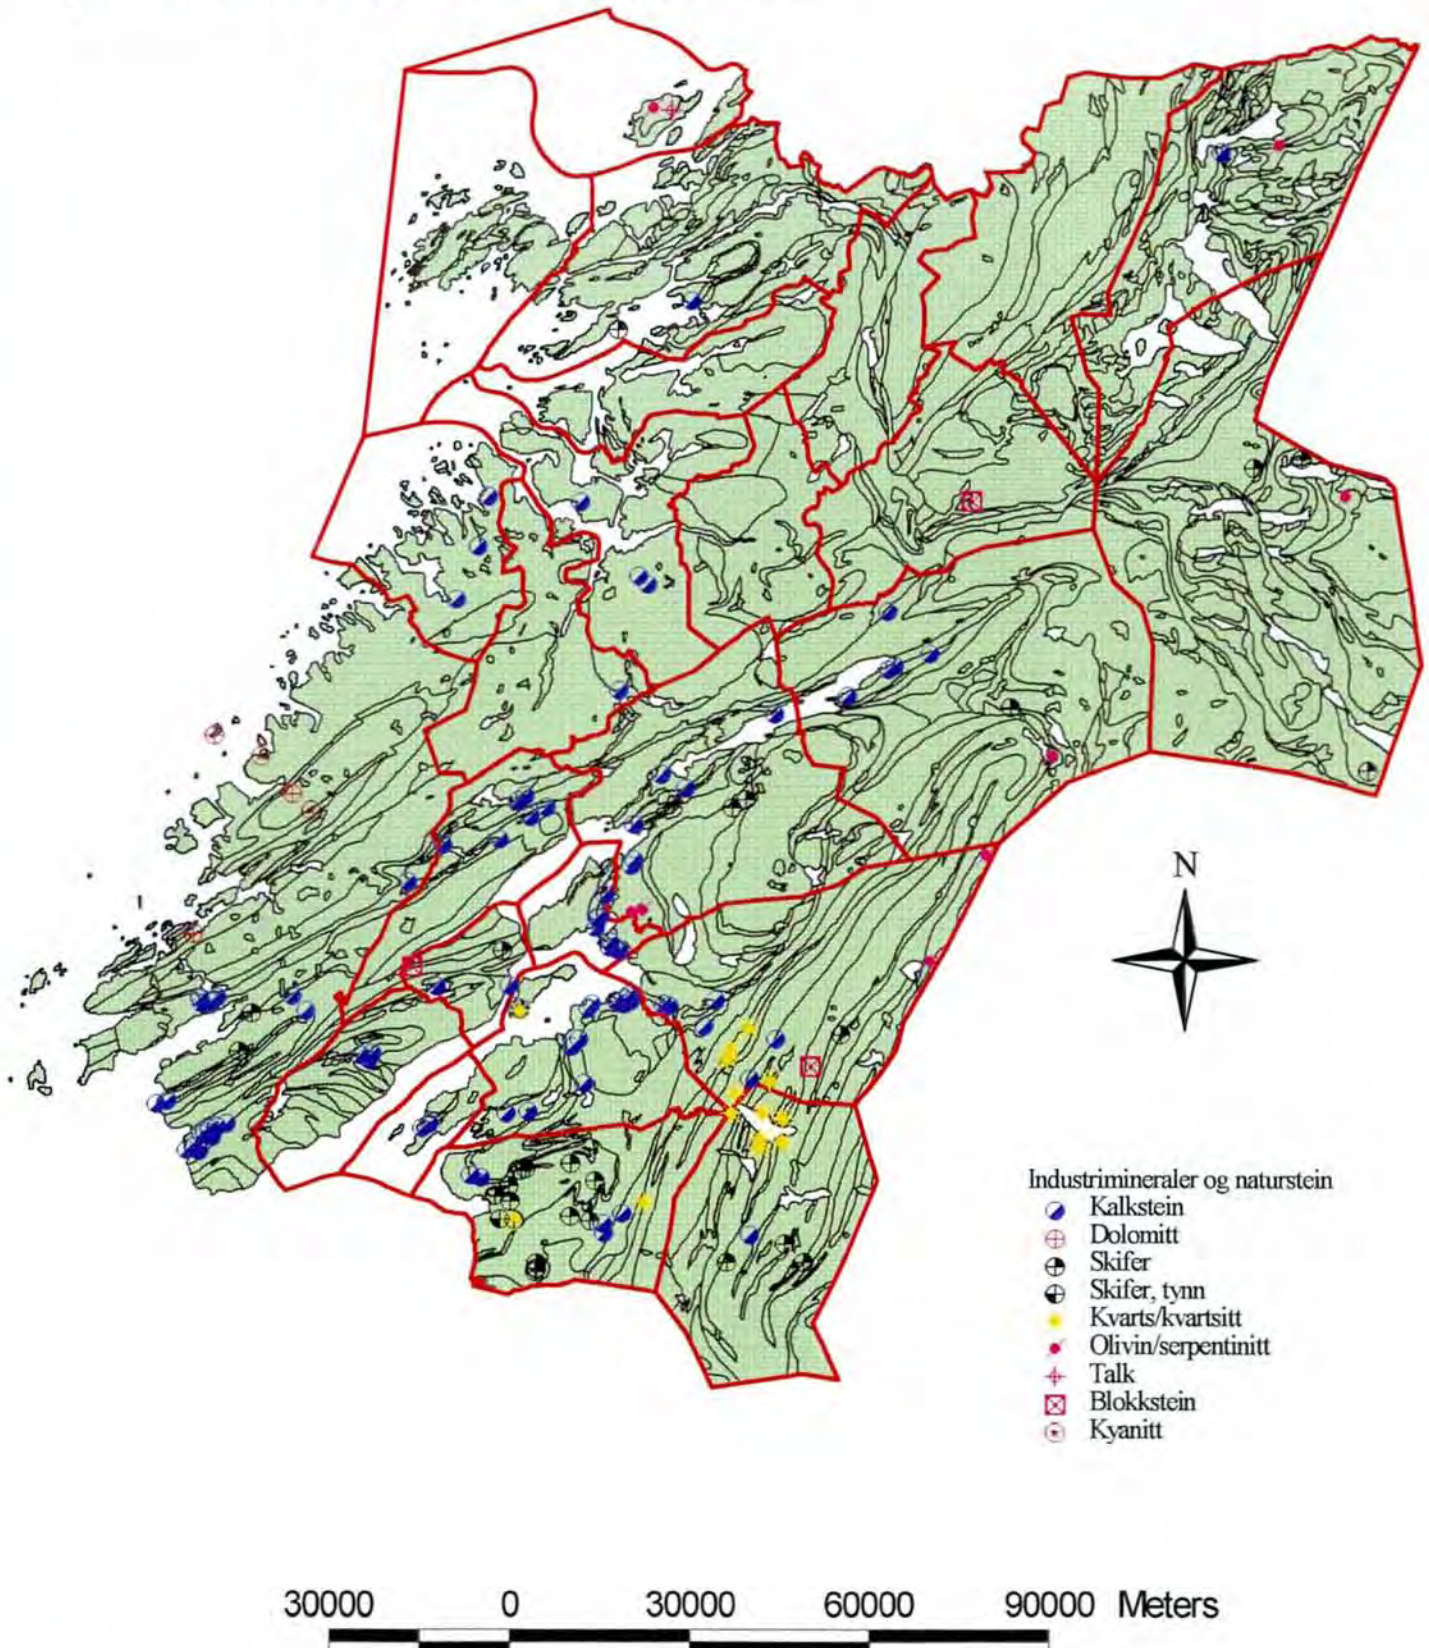 N
Industrimineraler og naturstein
Kalkstein
Dolomitt
Skifer
Skifer, tynn
Kvarts/kvartsitt
Olivin/serpentinitt
Talk
Blokkstein
Kyanitt
30000 0 30000 60000 90000 Meters